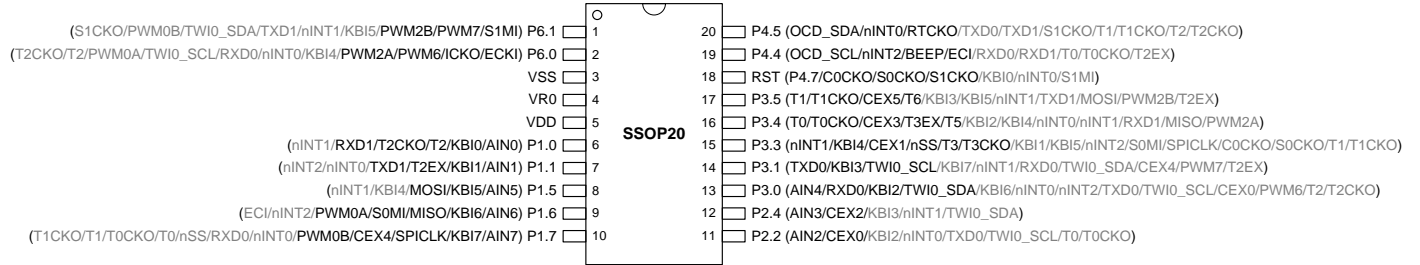 (S1CKO/PWM0B/TWI0_SDA/TXD1/nINT1/KBI5/PWM2B/PWM7/S1MI) P6.1 1
(T2CKO/T2/PWM0A/TWI0_SCL/RXD0/nINT0/KBI4/PWM2A/PWM6/ICKO/ECKI) P6.0 2
VSS 3
VR0 4
VDD 5
(nINT1/RXD1/T2CKO/T2/KBI0/AIN0) P1.0 6
(nINT2/nINT0/TXD1/T2EX/KBI1/AIN1) P1.1 7
(nINT1/KBI4/MOSI/KBI5/AIN5) P1.5 8
(ECI/nINT2/PWM0A/S0MI/MISO/KBI6/AIN6) P1.6 9
(T1CKO/T1/T0CKO/T0/nSS/RXD0/nINT0/PWM0B/CEX4/SPICLK/KBI7/AIN7) P1.7 10
SSOP20
20 P4.5 (OCD_SDA/nINT0/RTCKO/TXD0/TXD1/S1CKO/T1/T1CKO/T2/T2CKO)
19 P4.4 (OCD_SCL/nINT2/BEEP/ECI/RXD0/RXD1/T0/T0CKO/T2EX)
18 RST (P4.7/C0CKO/S0CKO/S1CKO/KBI0/nINT0/S1MI)
17 P3.5 (T1/T1CKO/CEX5/T6/KBI3/KBI5/nINT1/TXD1/MOSI/PWM2B/T2EX)
16 P3.4 (T0/T0CKO/CEX3/T3EX/T5/KBI2/KBI4/nINT0/nINT1/RXD1/MISO/PWM2A)
15 P3.3 (nINT1/KBI4/CEX1/nSS/T3/T3CKO/KBI1/KBI5/nINT2/S0MI/SPICLK/C0CKO/S0CKO/T1/T1CKO)
14 P3.1 (TXD0/KBI3/TWI0_SCL/KBI7/nINT1/RXD0/TWI0_SDA/CEX4/PWM7/T2EX)
13 P3.0 (AIN4/RXD0/KBI2/TWI0_SDA/KBI6/nINT0/nINT2/TXD0/TWI0_SCL/CEX0/PWM6/T2/T2CKO)
12 P2.4 (AIN3/CEX2/KBI3/nINT1/TWI0_SDA)
11 P2.2 (AIN2/CEX0/KBI2/nINT0/TXD0/TWI0_SCL/T0/T0CKO)